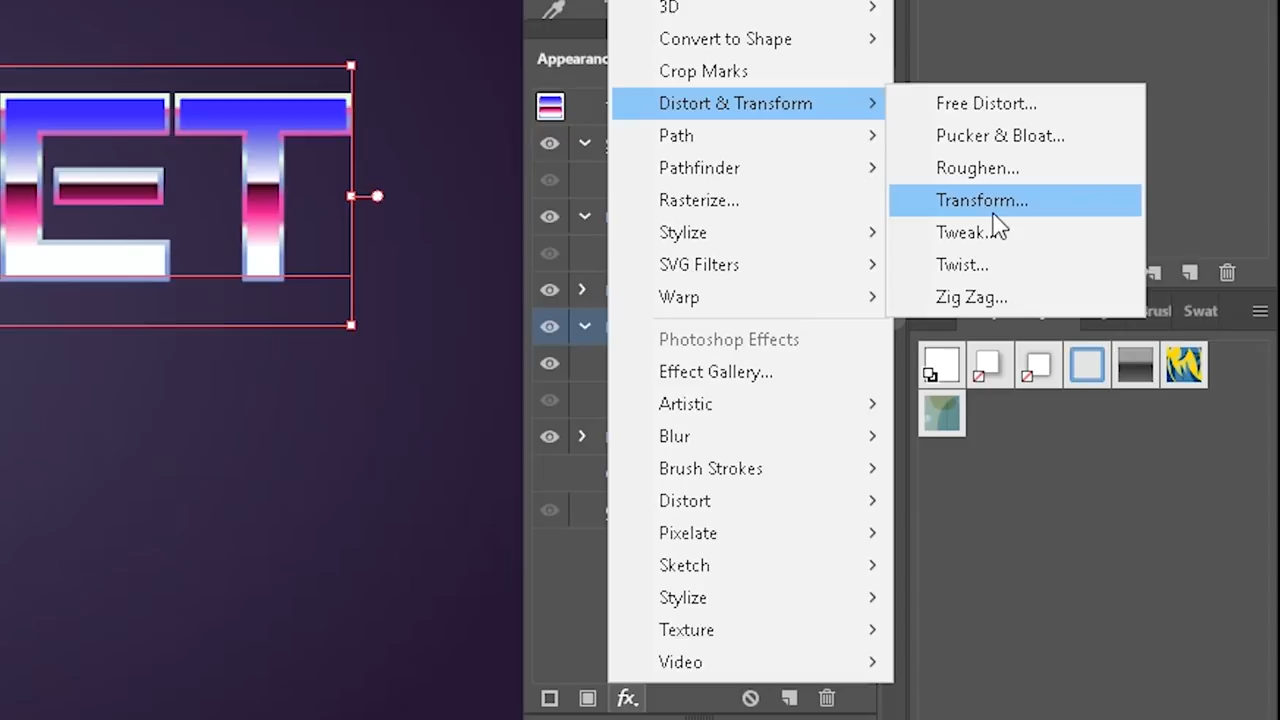 ET
Appearanc
3D
Convert to Shape
Crop Marks
Distort & Transform
Path
Pathfinder
Rasterize...
Stylize
SVG Filters
Warp
Photoshop Effects
Effect Gallery...
Artistic
Blur
Brush Strokes
Distort
Pixelate
Sketch
Stylize
Texture
Video
fx
Free Distort...
Pucker & Bloat...
Roughen...
Transform...
Tweak...
Twist...
Zig Zag...
Swat